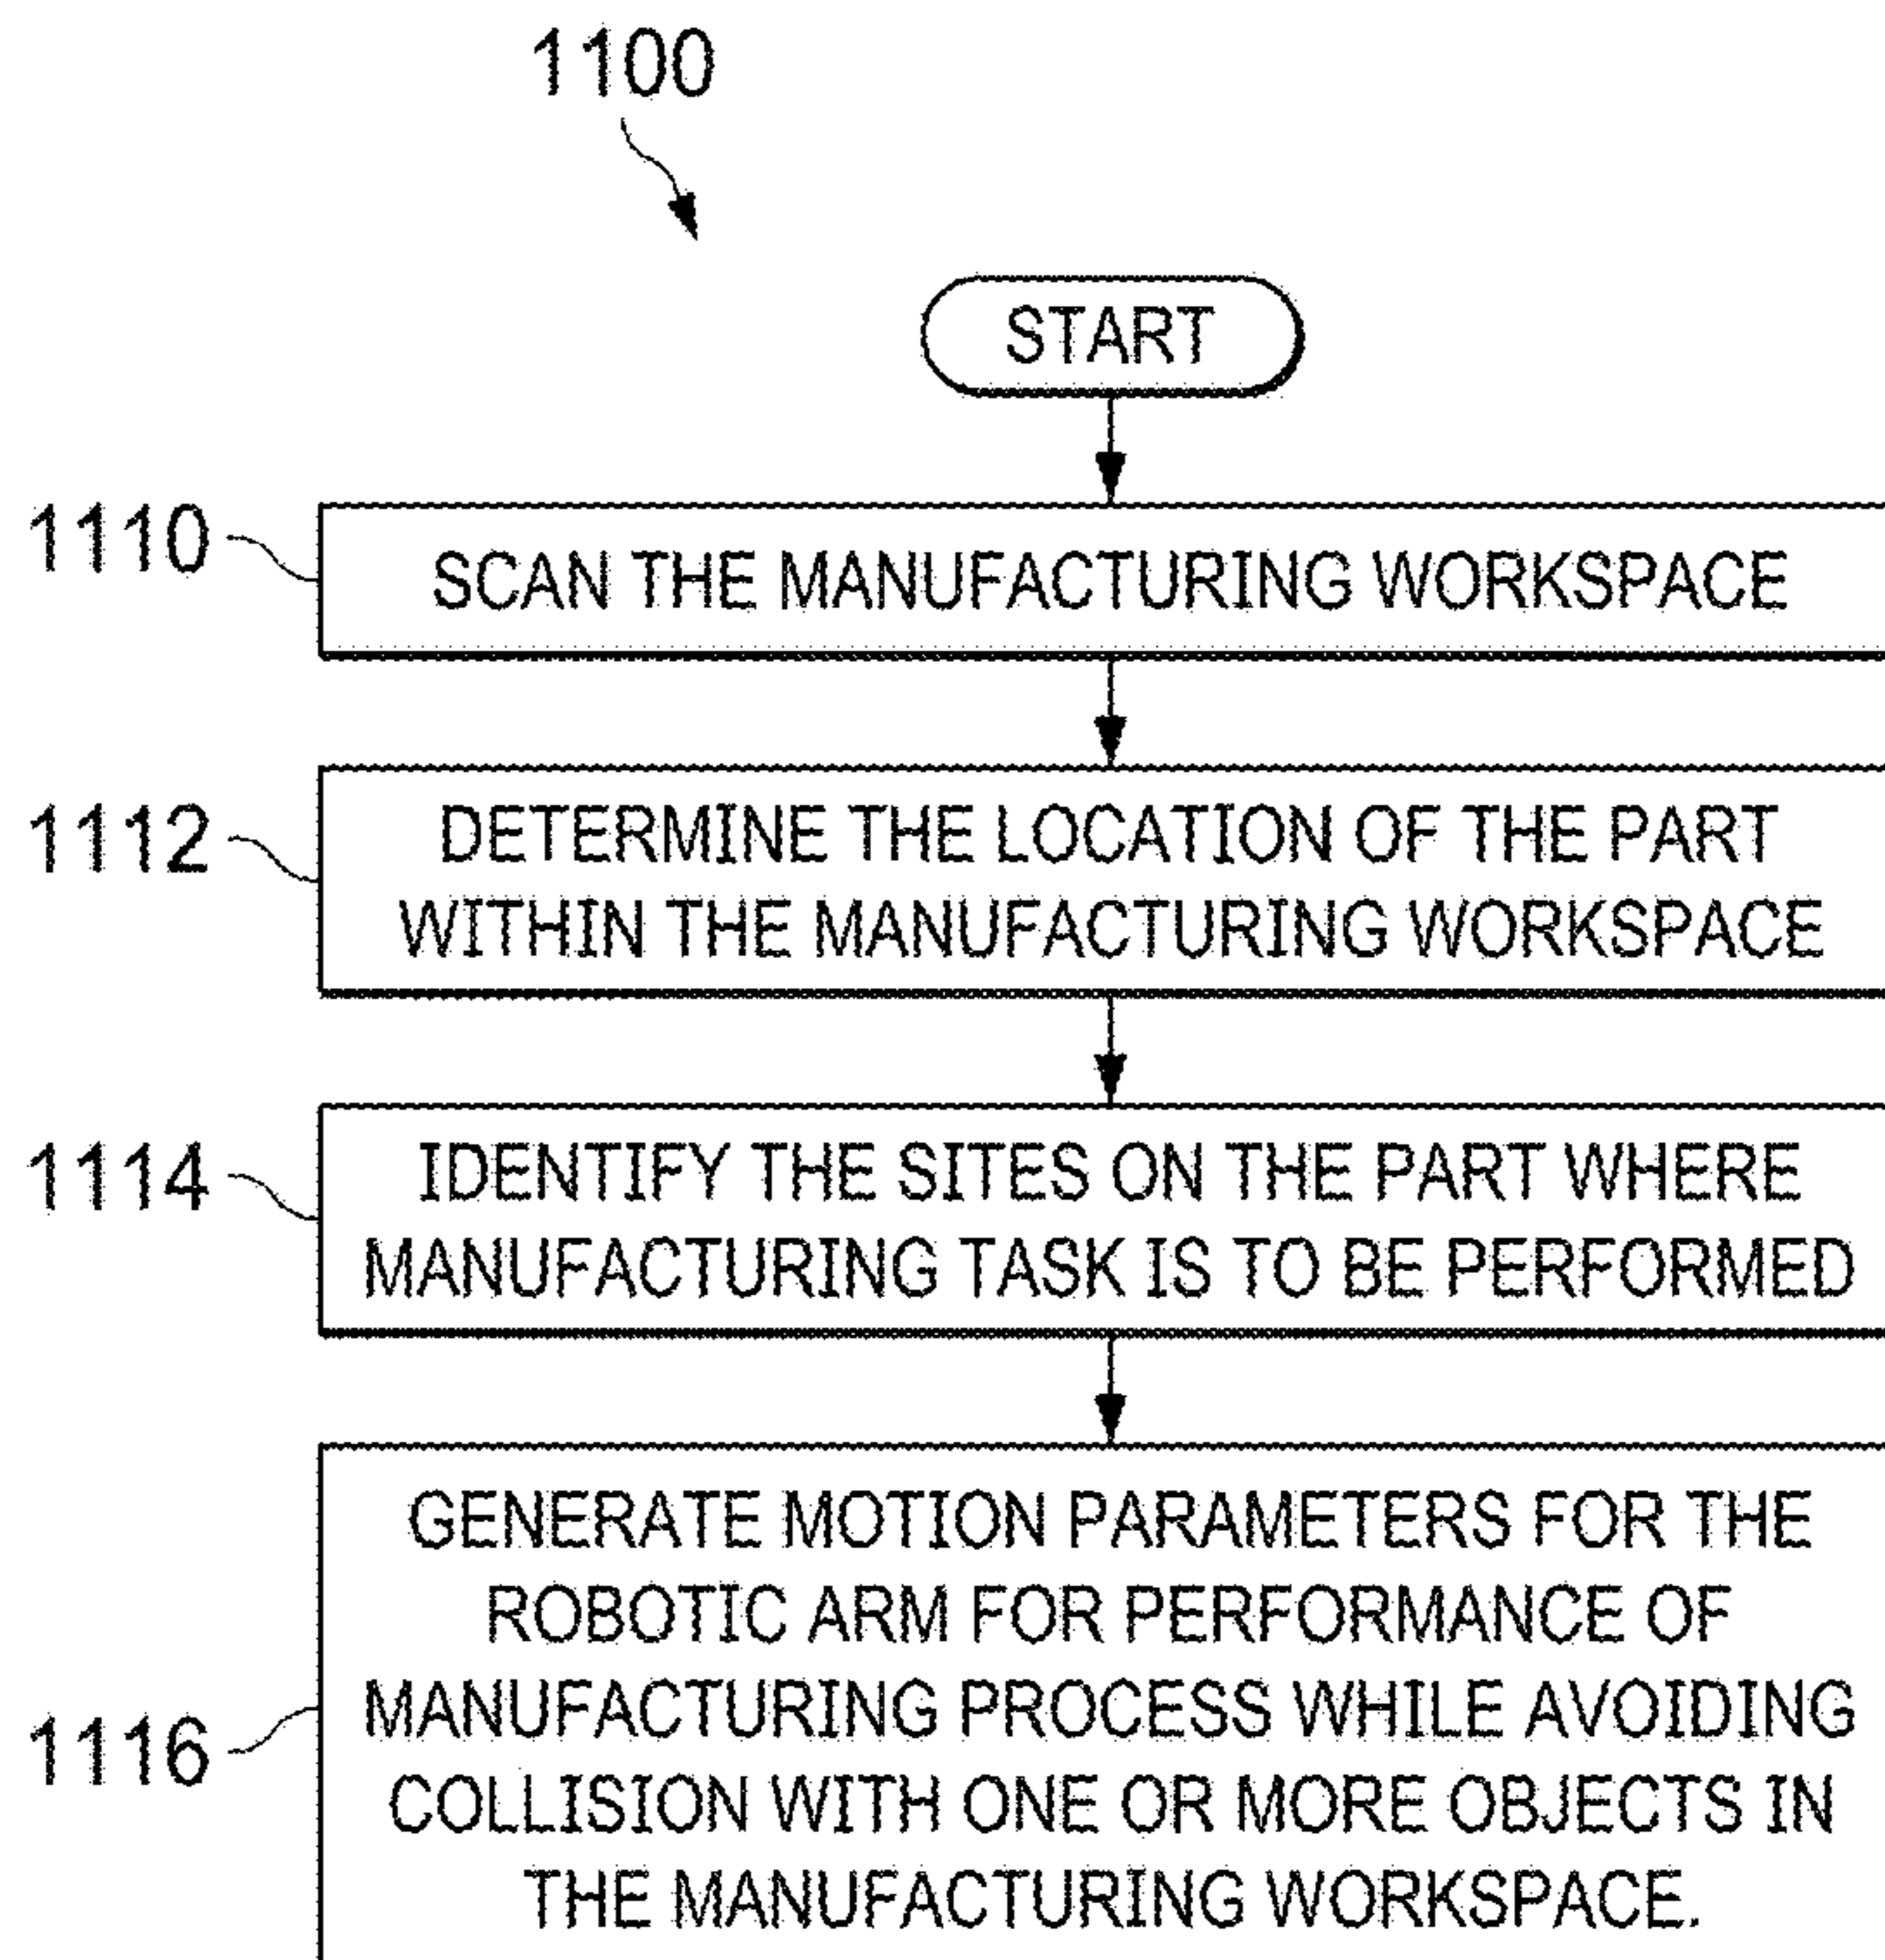 1100
START
1110
SCAN THE MANUFACTURING WORKSPACE
1112
DETERMINE THE LOCATION OF THE PART
WITHIN THE MANUFACTURING WORKSPACE
1114
IDENTIFY THE SITES ON THE PART WHERE
MANUFACTURING TASK IS TO BE PERFORMED
1116
GENERATE MOTION PARAMETERS FOR THE
ROBOTIC ARM FOR PERFORMANCE OF
MANUFACTURING PROCESS WHILE AVOIDING
COLLISION WITH ONE OR MORE OBJECTS IN
THE MANUFACTURING WORKSPACE.